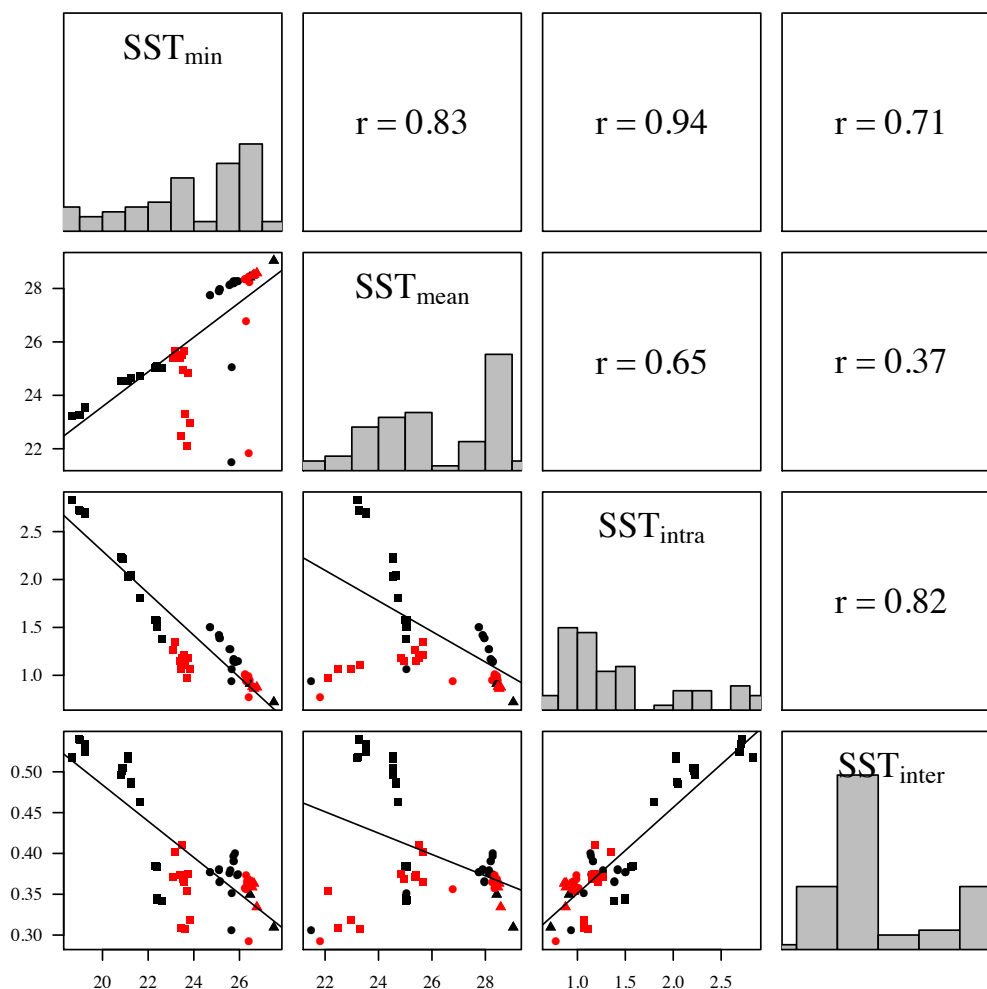 SSTmin
r = 0.83
r = 0.94
r = 0.71
28
26
24
22
SSTmean
r = 0.65
r = 0.37
2.5
2.0
1.5
1.0
SSTintra
r = 0.82
0.50
0.45
0.40
0.35
0.30
SSTinter
20 22 24 26
22 24 26 28
1.0 1.5 2.0 2.5